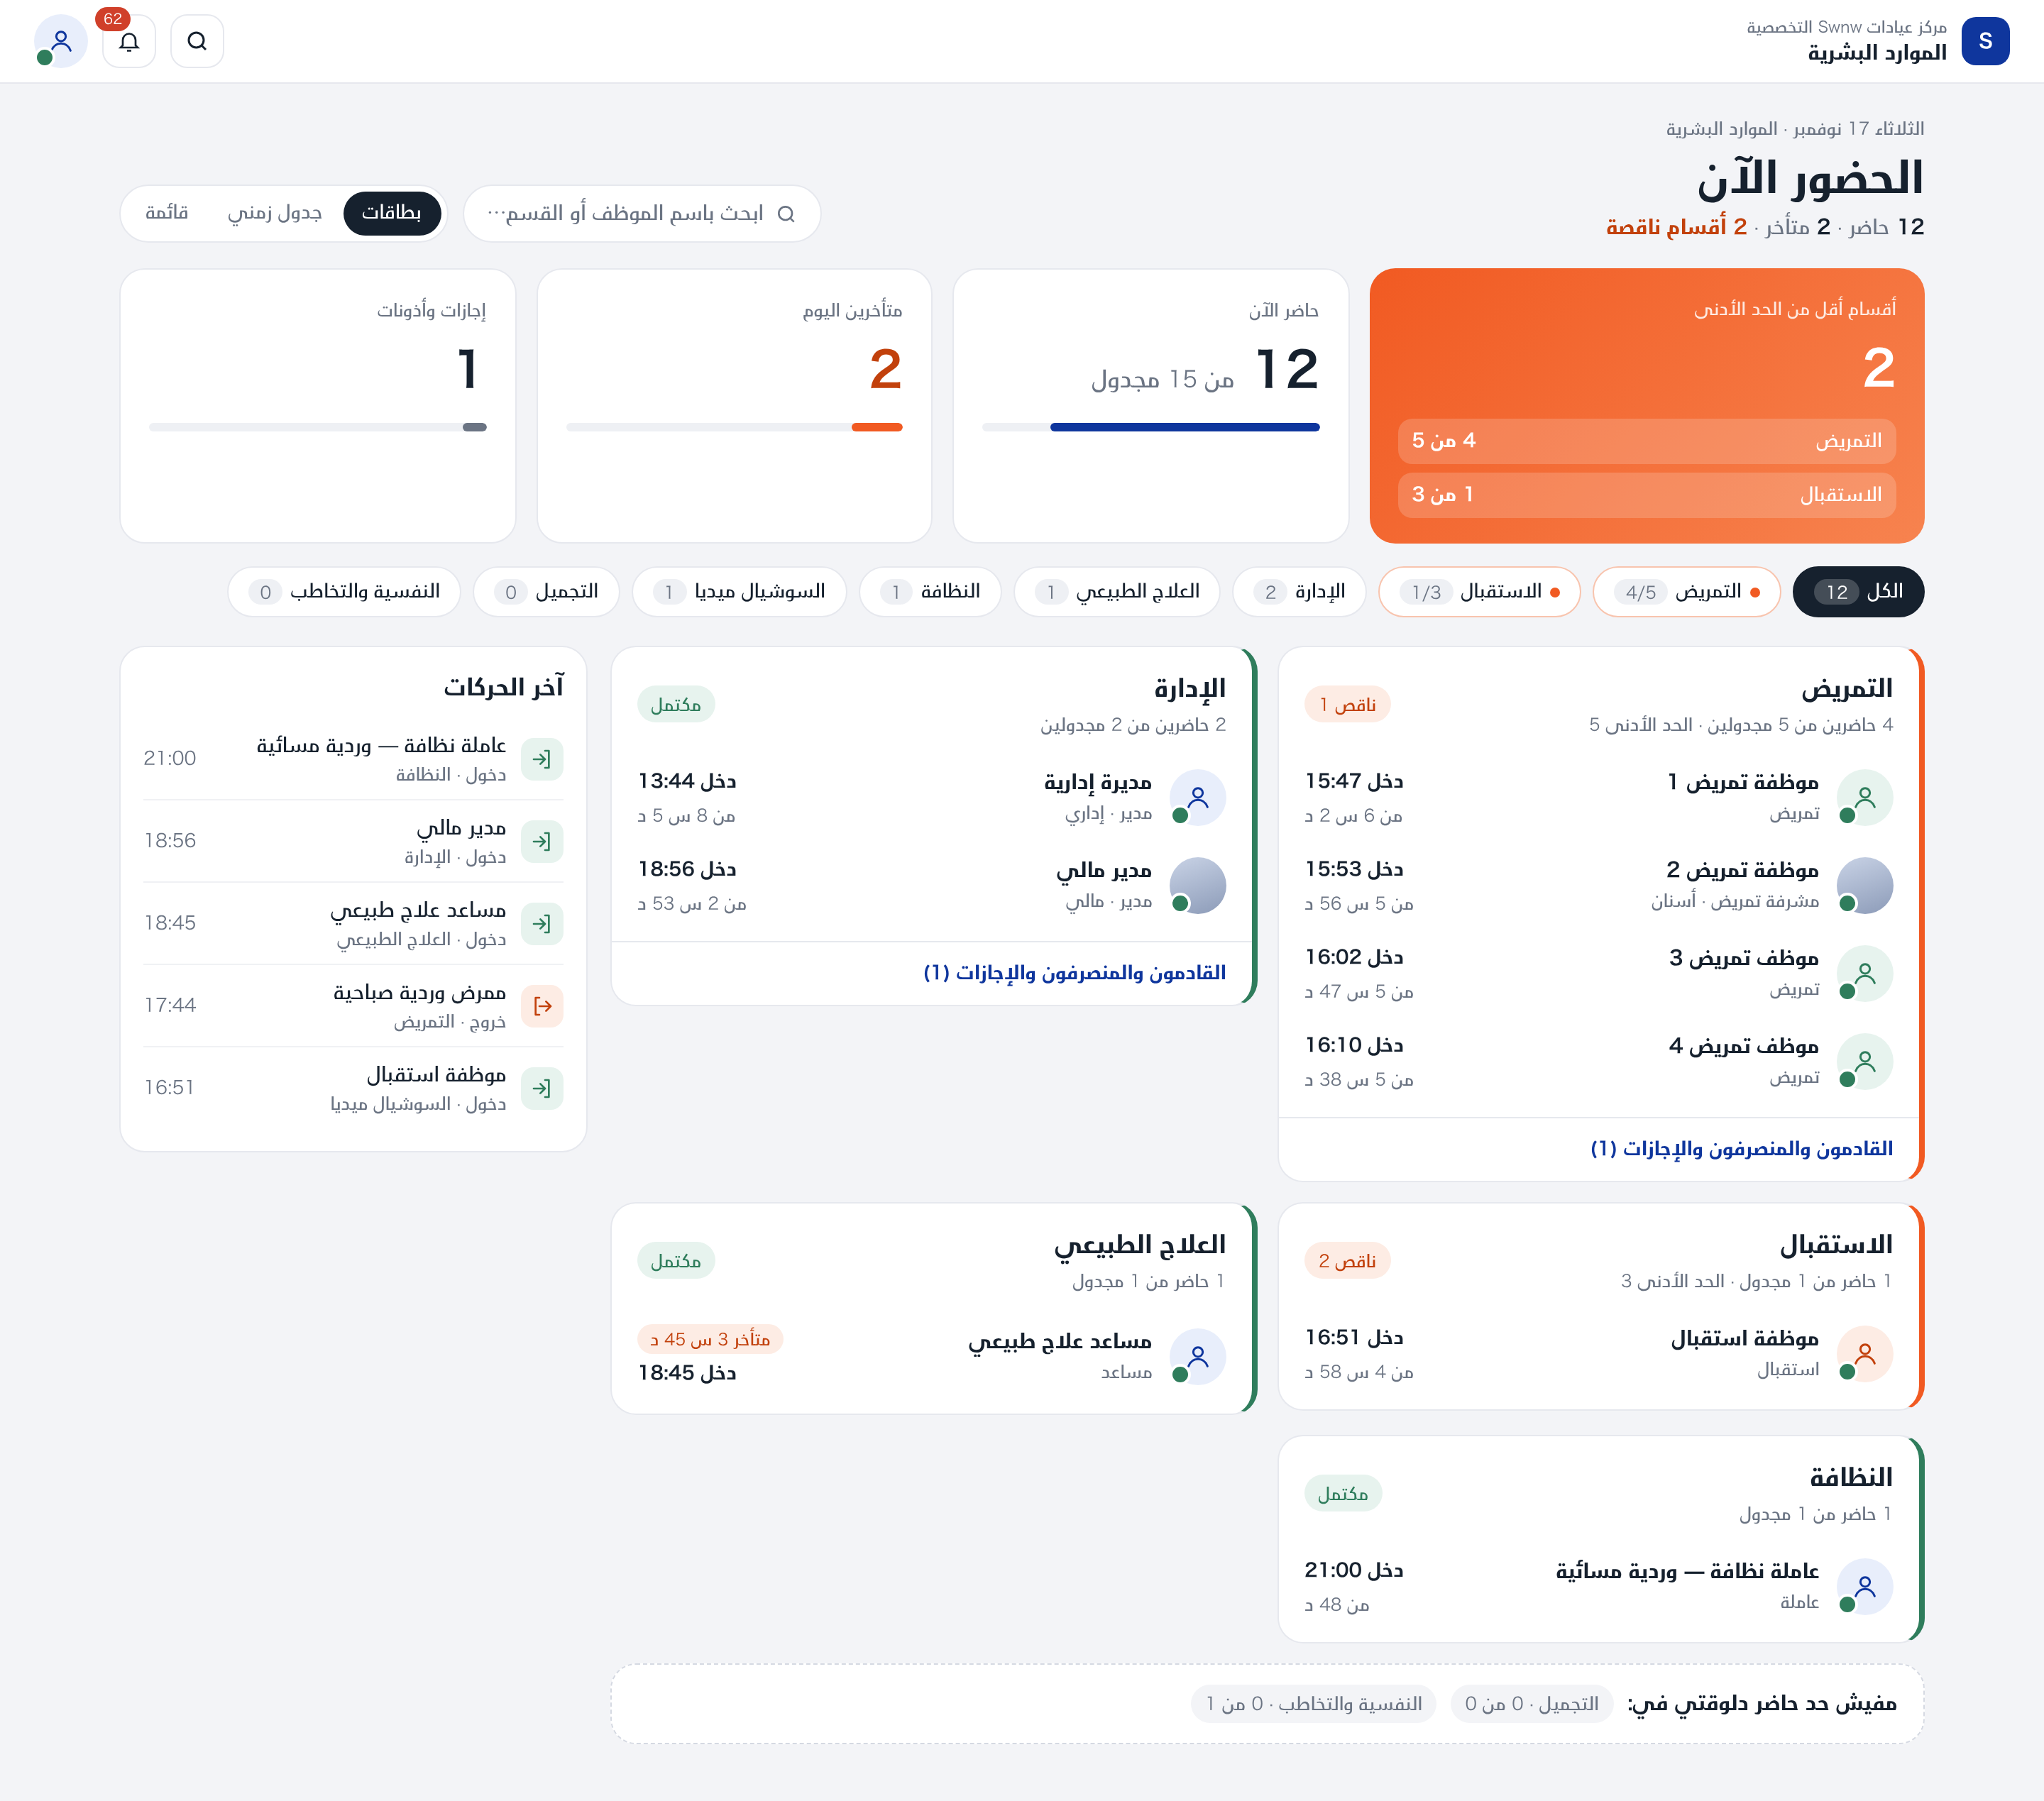 S
مركز عيادات Swnw التخصصية
الموارد البشرية
62
الثلاثاء 17 نوفمبر · الموارد البشرية
الحضور الآن
12 حاضر · 2 متأخر · 2 أقسام ناقصة
ابحث باسم الموظف أو القسم…
بطاقات
جدول زمني
قائمة
أقسام أقل من الحد الأدنى
2
التمريض
4 من 5
الاستقبال
1 من 3
حاضر الآن
12 من 15 مجدول
متأخرين اليوم
2
إجازات وأذونات
1
الكل 12
التمريض 4/5
الاستقبال 1/3
الإدارة 2
العلاج الطبيعي 1
النظافة 1
السوشيال ميديا 1
التجميل 0
النفسية والتخاطب 0
التمريض
ناقص 1
4 حاضرين من 5 مجدولين · الحد الأدنى 5
موظفة تمريض 1
تمريض
دخل 15:47
من 6 س 2 د
موظفة تمريض 2
مشرفة تمريض · أسنان
دخل 15:53
من 5 س 56 د
موظف تمريض 3
تمريض
دخل 16:02
من 5 س 47 د
موظف تمريض 4
تمريض
دخل 16:10
من 5 س 38 د
القادمون والمنصرفون والإجازات (1)
الإدارة
مكتمل
2 حاضرين من 2 مجدولين
مديرة إدارية
مدير · إداري
دخل 13:44
من 8 س 5 د
مدير مالي
مدير · مالي
دخل 18:56
من 2 س 53 د
القادمون والمنصرفون والإجازات (1)
آخر الحركات
عاملة نظافة — وردية مسائية
دخول · النظافة
21:00
مدير مالي
دخول · الإدارة
18:56
مساعد علاج طبيعي
دخول · العلاج الطبيعي
18:45
ممرض وردية صباحية
خروج · التمريض
17:44
موظفة استقبال
دخول · السوشيال ميديا
16:51
الاستقبال
ناقص 2
1 حاضر من 1 مجدول · الحد الأدنى 3
موظفة استقبال
استقبال
دخل 16:51
من 4 س 58 د
العلاج الطبيعي
مكتمل
1 حاضر من 1 مجدول
مساعد علاج طبيعي
مساعد
متأخر 3 س 45 د
دخل 18:45
النظافة
مكتمل
1 حاضر من 1 مجدول
عاملة نظافة — وردية مسائية
عاملة
دخل 21:00
من 48 د
مفيش حد حاضر دلوقتي في:
التجميل · 0 من 0
النفسية والتخاطب · 0 من 1